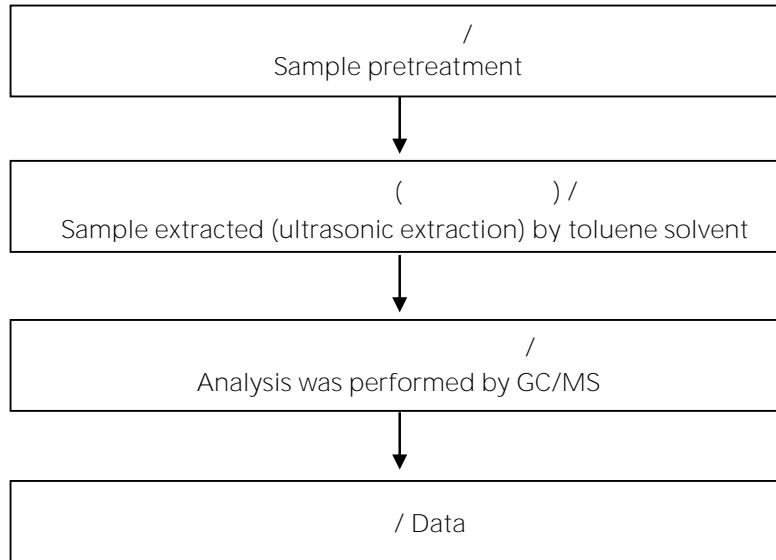 /
Sample pretreatment
( ) /
Sample extracted (ultrasonic extraction) by toluene solvent
/
Analysis was performed by GC/MS
/ Data